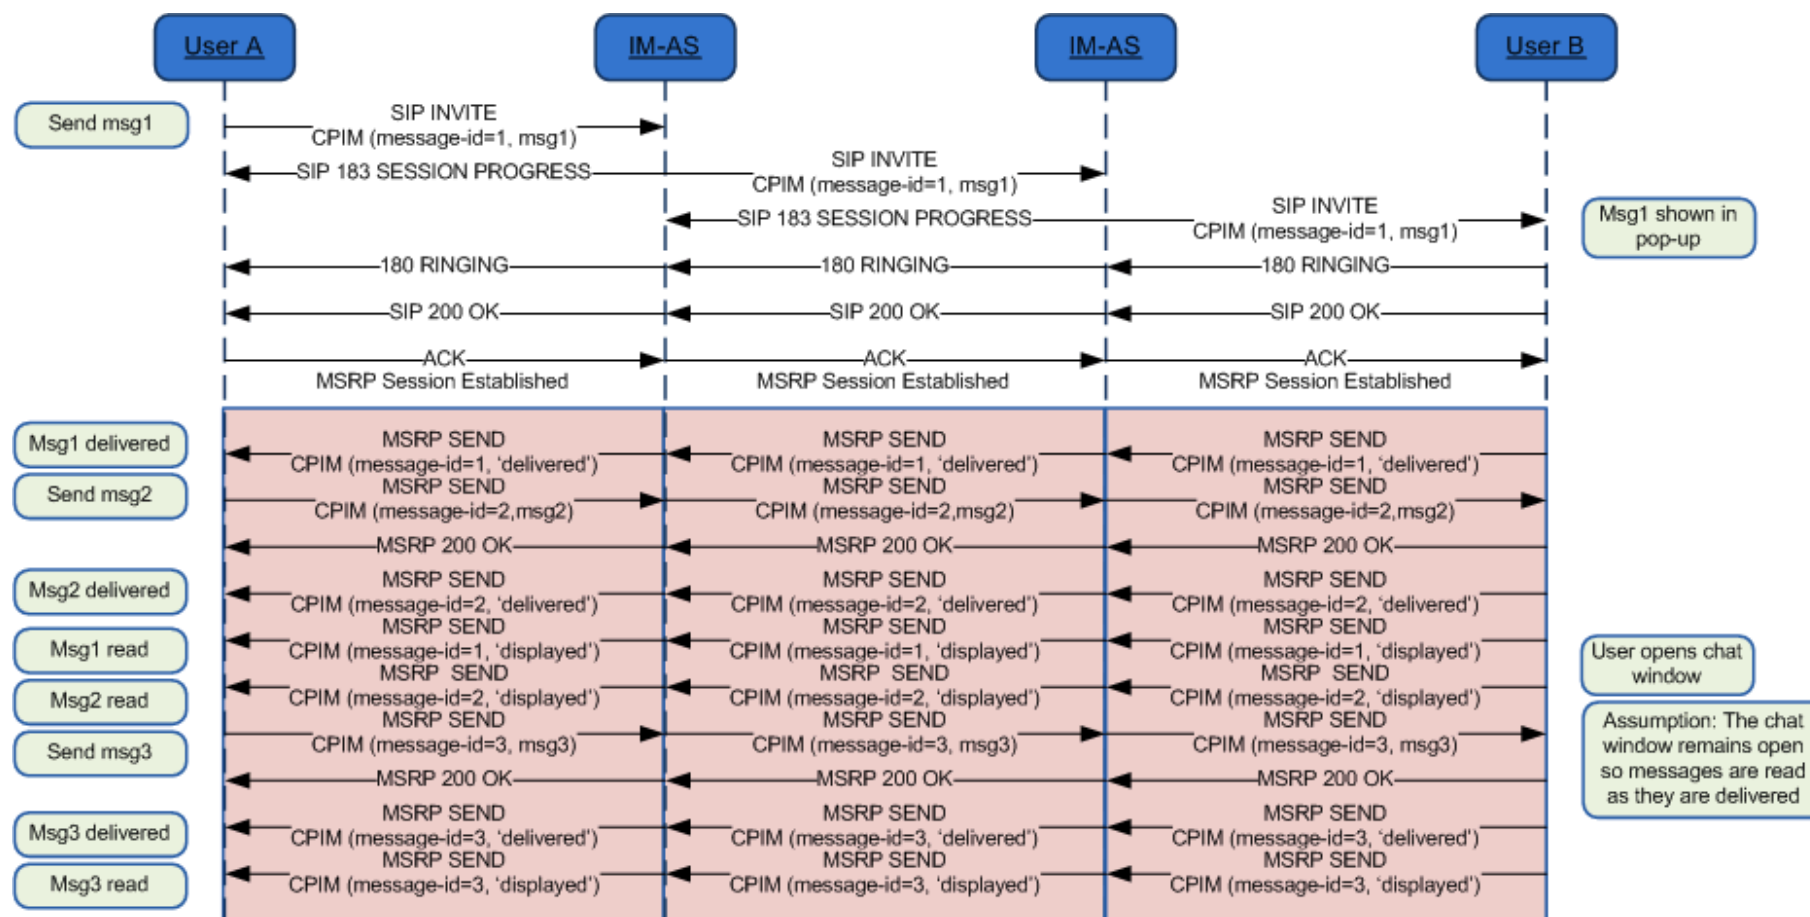 User A
IM-AS
IM-AS
User B
Send msg1
SIP INVITE
CPIM (message-id=1, msg1)
SIP 183 SESSION PROGRESS
SIP INVITE
CPIM (message-id=1, msg1)
SIP 183 SESSION PROGRESS
SIP INVITE
CPIM (message-id=1, msg1)
Msg1 shown in
pop-up
180 RINGING
180 RINGING
180 RINGING
SIP 200 OK
SIP 200 OK
SIP 200 OK
ACK
ACK
ACK
MSRP Session Established
MSRP Session Established
MSRP Session Established
Msg1 delivered
MSRP SEND
CPIM (message-id=1, ‘delivered’)
MSRP SEND
CPIM (message-id=1, ‘delivered’)
MSRP SEND
CPIM (message-id=1, ‘delivered’)
Send msg2
MSRP SEND
CPIM (message-id=2,msg2)
MSRP SEND
CPIM (message-id=2,msg2)
MSRP SEND
CPIM (message-id=2,msg2)
MSRP 200 OK
MSRP 200 OK
MSRP 200 OK
Msg2 delivered
MSRP SEND
CPIM (message-id=2, ‘delivered’)
MSRP SEND
CPIM (message-id=2, ‘delivered’)
MSRP SEND
CPIM (message-id=2, ‘delivered’)
Msg1 read
MSRP SEND
CPIM (message-id=1, ‘displayed’)
MSRP SEND
CPIM (message-id=1, ‘displayed’)
MSRP SEND
CPIM (message-id=1, ‘displayed’)
User opens chat
window
Msg2 read
MSRP  SEND
CPIM (message-id=2, ‘displayed’)
MSRP  SEND
CPIM (message-id=2, ‘displayed’)
MSRP  SEND
CPIM (message-id=2, ‘displayed’)
Send msg3
MSRP SEND
CPIM (message-id=3, msg3)
MSRP SEND
CPIM (message-id=3, msg3)
MSRP SEND
CPIM (message-id=3, msg3)
Assumption: The chat
window remains open
so messages are read
as they are delivered
MSRP 200 OK
MSRP 200 OK
MSRP 200 OK
Msg3 delivered
MSRP SEND
CPIM (message-id=3, ‘delivered’)
MSRP SEND
CPIM (message-id=3, ‘delivered’)
MSRP SEND
CPIM (message-id=3, ‘delivered’)
Msg3 read
MSRP SEND
CPIM (message-id=3, ‘displayed’)
MSRP SEND
CPIM (message-id=3, ‘displayed’)
MSRP SEND
CPIM (message-id=3, ‘displayed’)